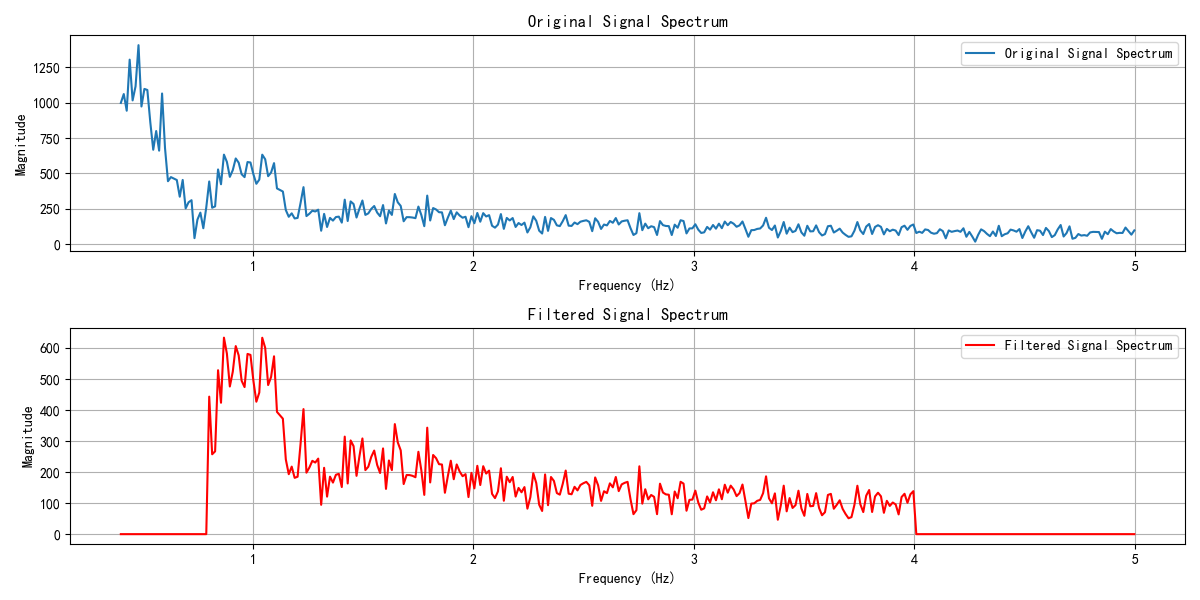 Original Signal Spectrum
Original Signal Spectrum
1250
1000
750
500
250
0
Magnitude
1 2 3 4 5
Frequency (Hz)
Filtered Signal Spectrum
Filtered Signal Spectrum
600
500
400
300
200
100
0
Magnitude
1 2 3 4 5
Frequency (Hz)